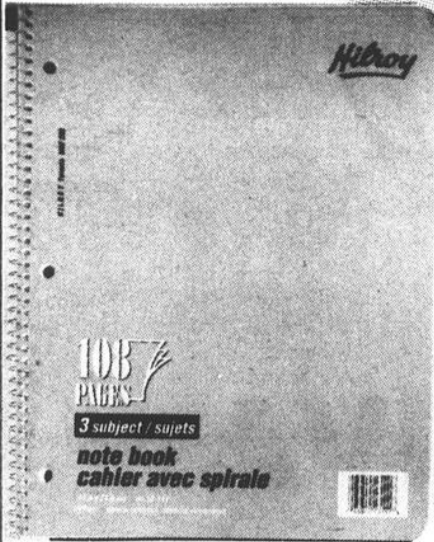 Hilroy
108
PAGES
3 subject / sujets
note book
cahier avec spirale